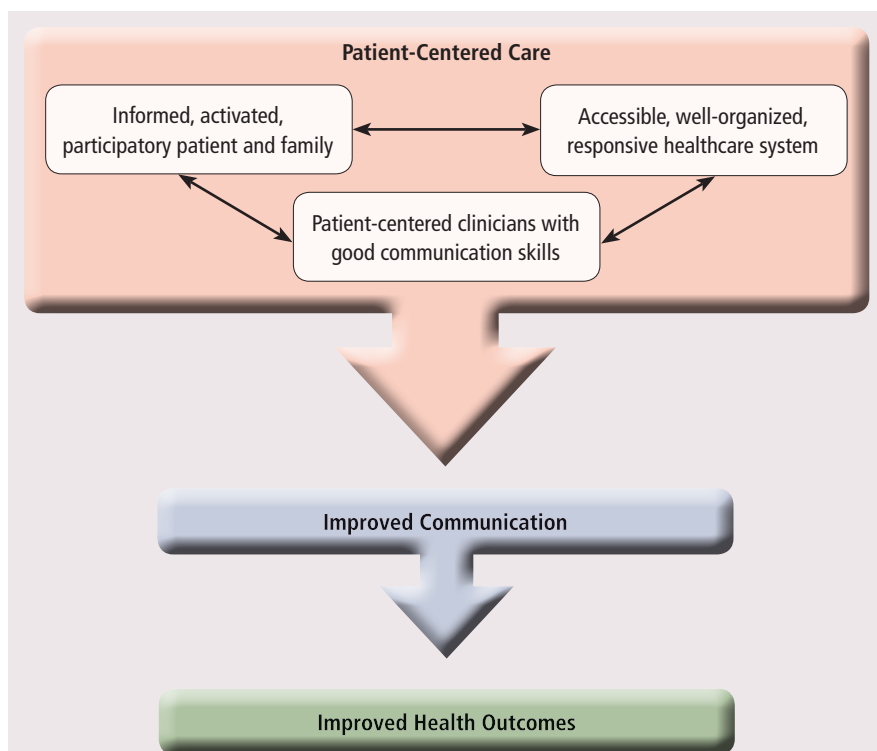 Patient-Centered Care
Informed, activated,
participatory patient and family
Accessible, well-organized,
responsive healthcare system
Patient-centered clinicians with
good communication skills
Improved Communication
Improved Health Outcomes